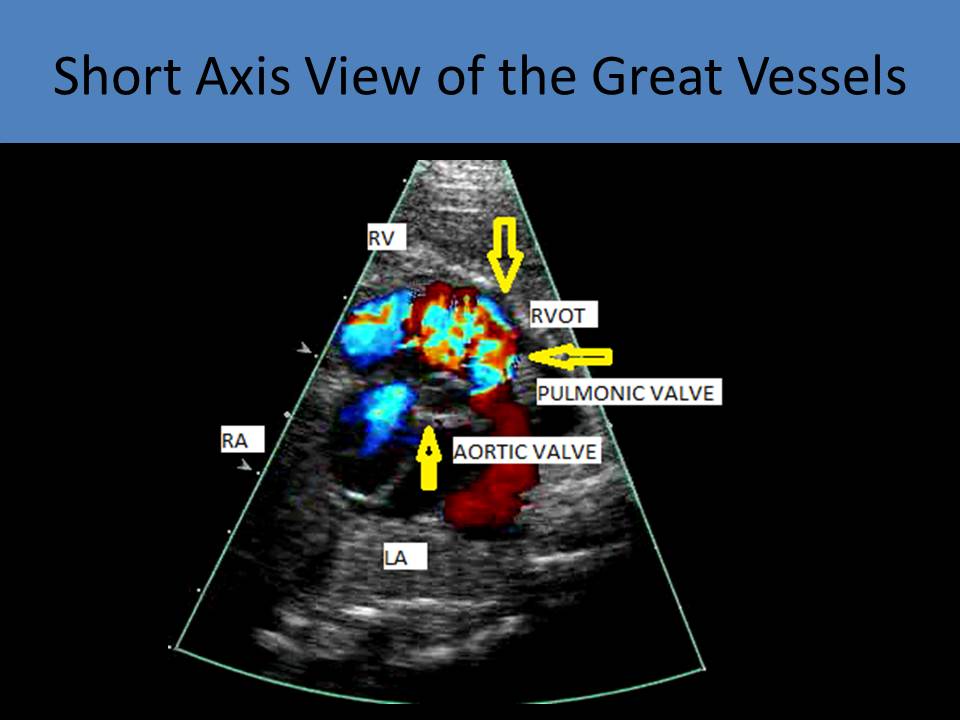 Short Axis View of the Great Vessels
RV
RVOT
PULMONIC VALVE
RA
AORTIC VALVE
LA